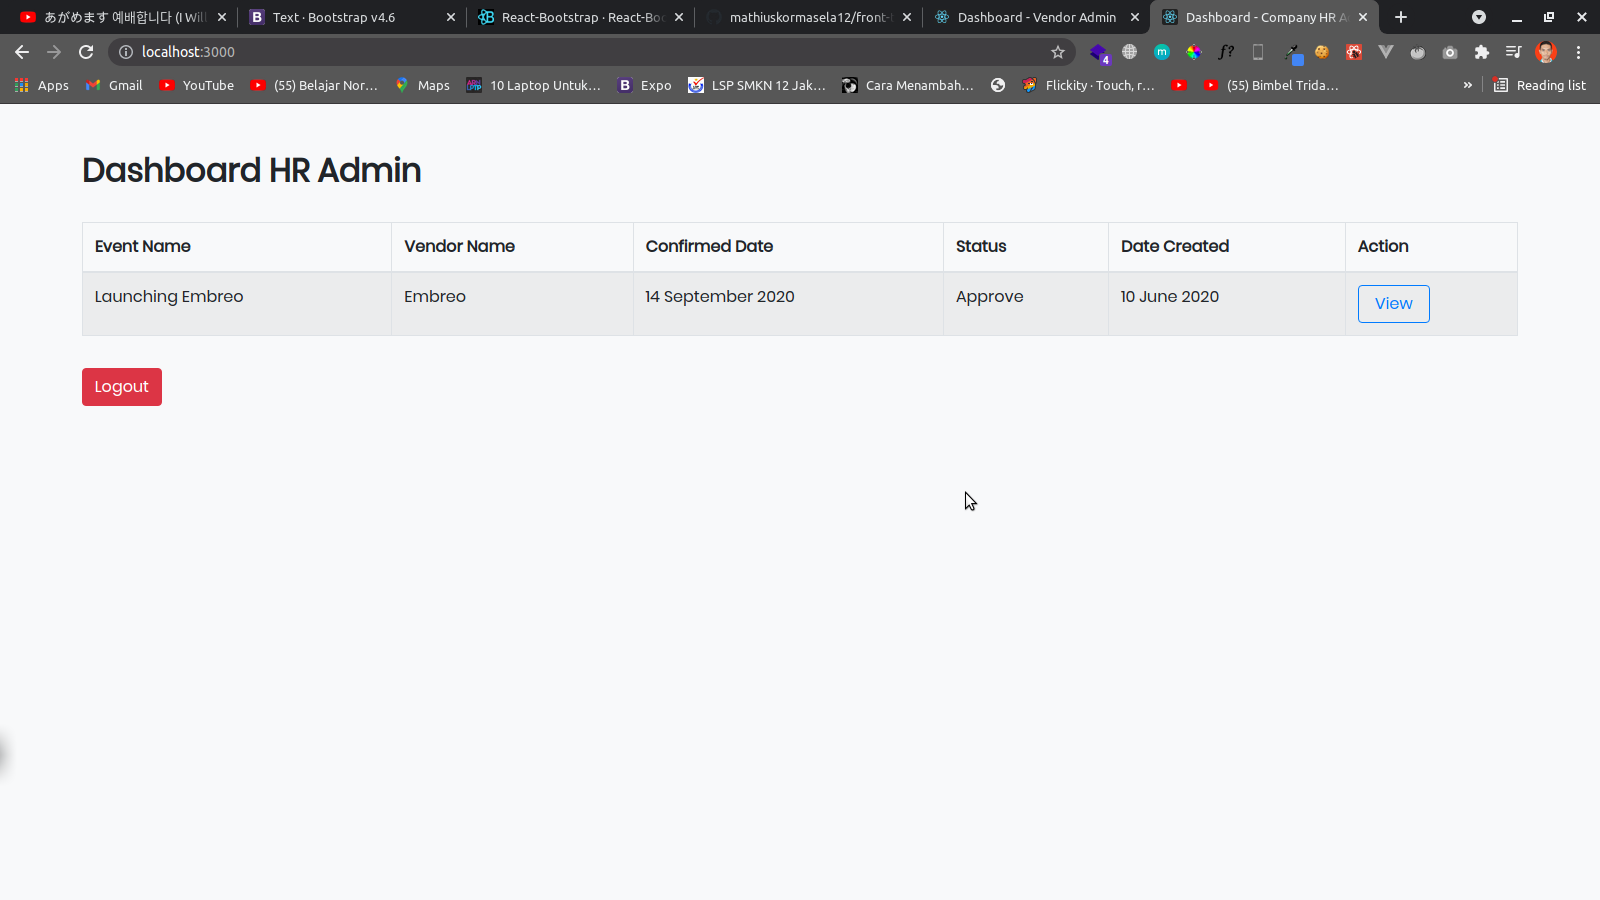 あがめます 예배합니다 (I Will
Text · Bootstrap v4.6
React-Bootstrap · React-Boo
mathiuskormasela12/front-
Dashboard - Vendor Admin
Dashboard - Company HR A
localhost:3000
f?
4
m
Apps
Gmail
YouTube
(55) Belajar Nor...
Maps
10 Laptop Untuk...
Expo
LSP SMKN 12 Jak...
Cara Menambah...
Flickity · Touch, r...
(55) Bimbel Trida...
»
Reading list
Dashboard HR Admin
Event Name Vendor Name Confirmed Date Status Date Created Action
Launching Embreo Embreo 14 September 2020 Approve 10 June 2020 View
Logout